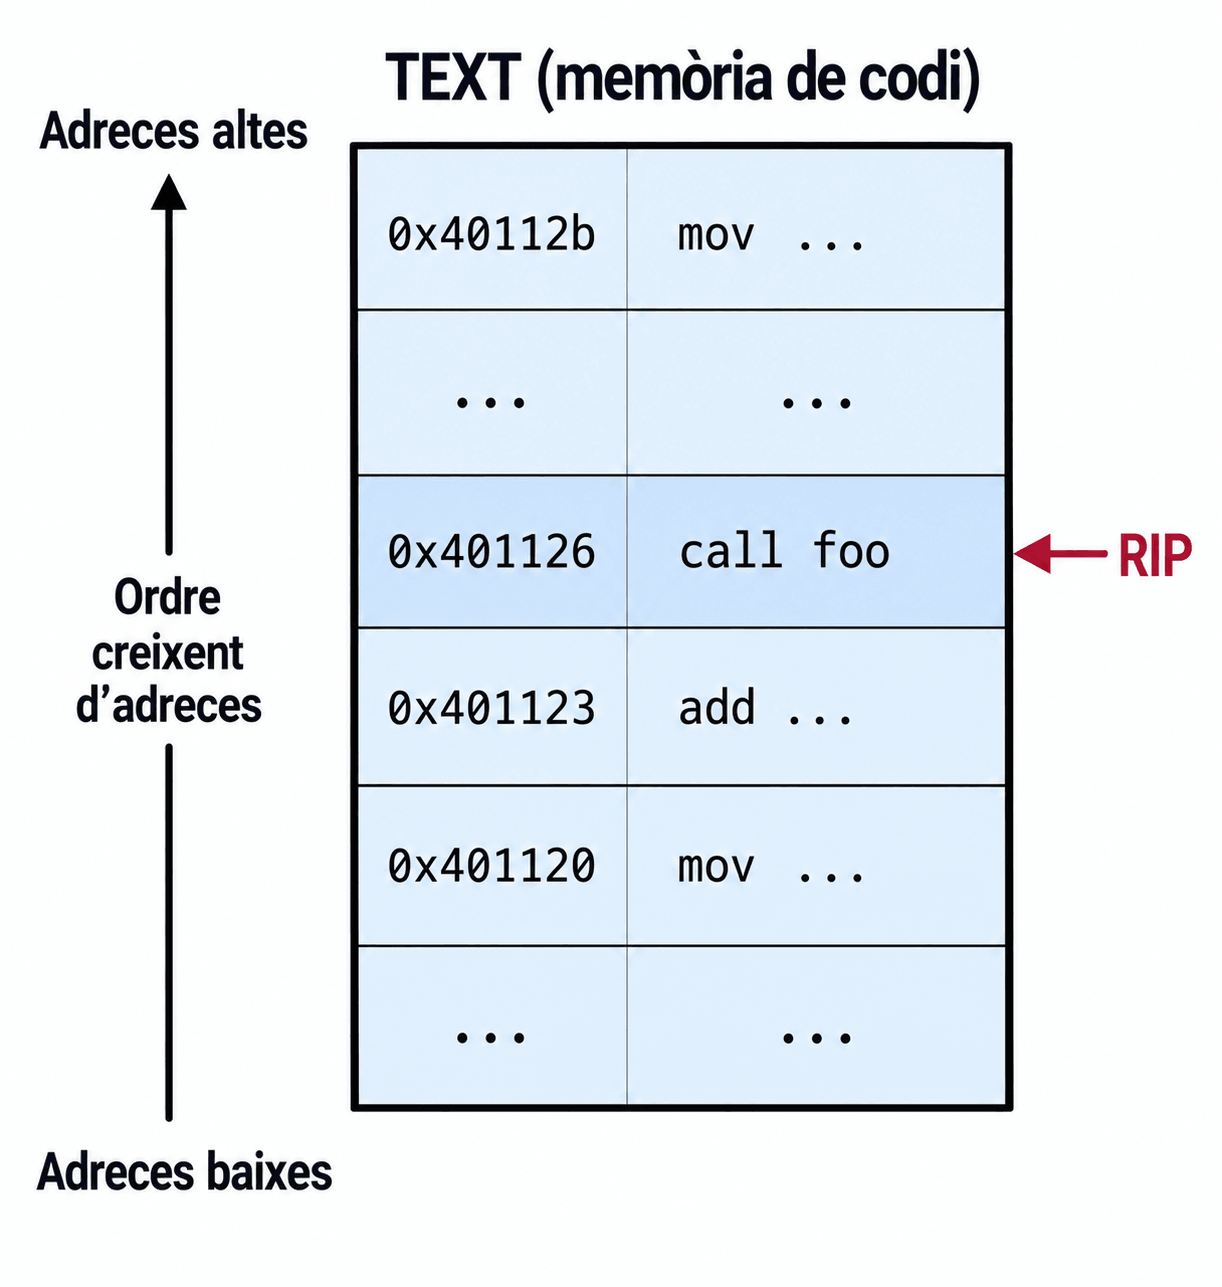 TEXT (memòria de codi)
Adreces altes
0x40112b mov ...
... ...
0x401126 call foo
RIP
Ordre
creixent
d’adreces
0x401123 add ...
0x401120 mov ...
... ...
Adreces baixes